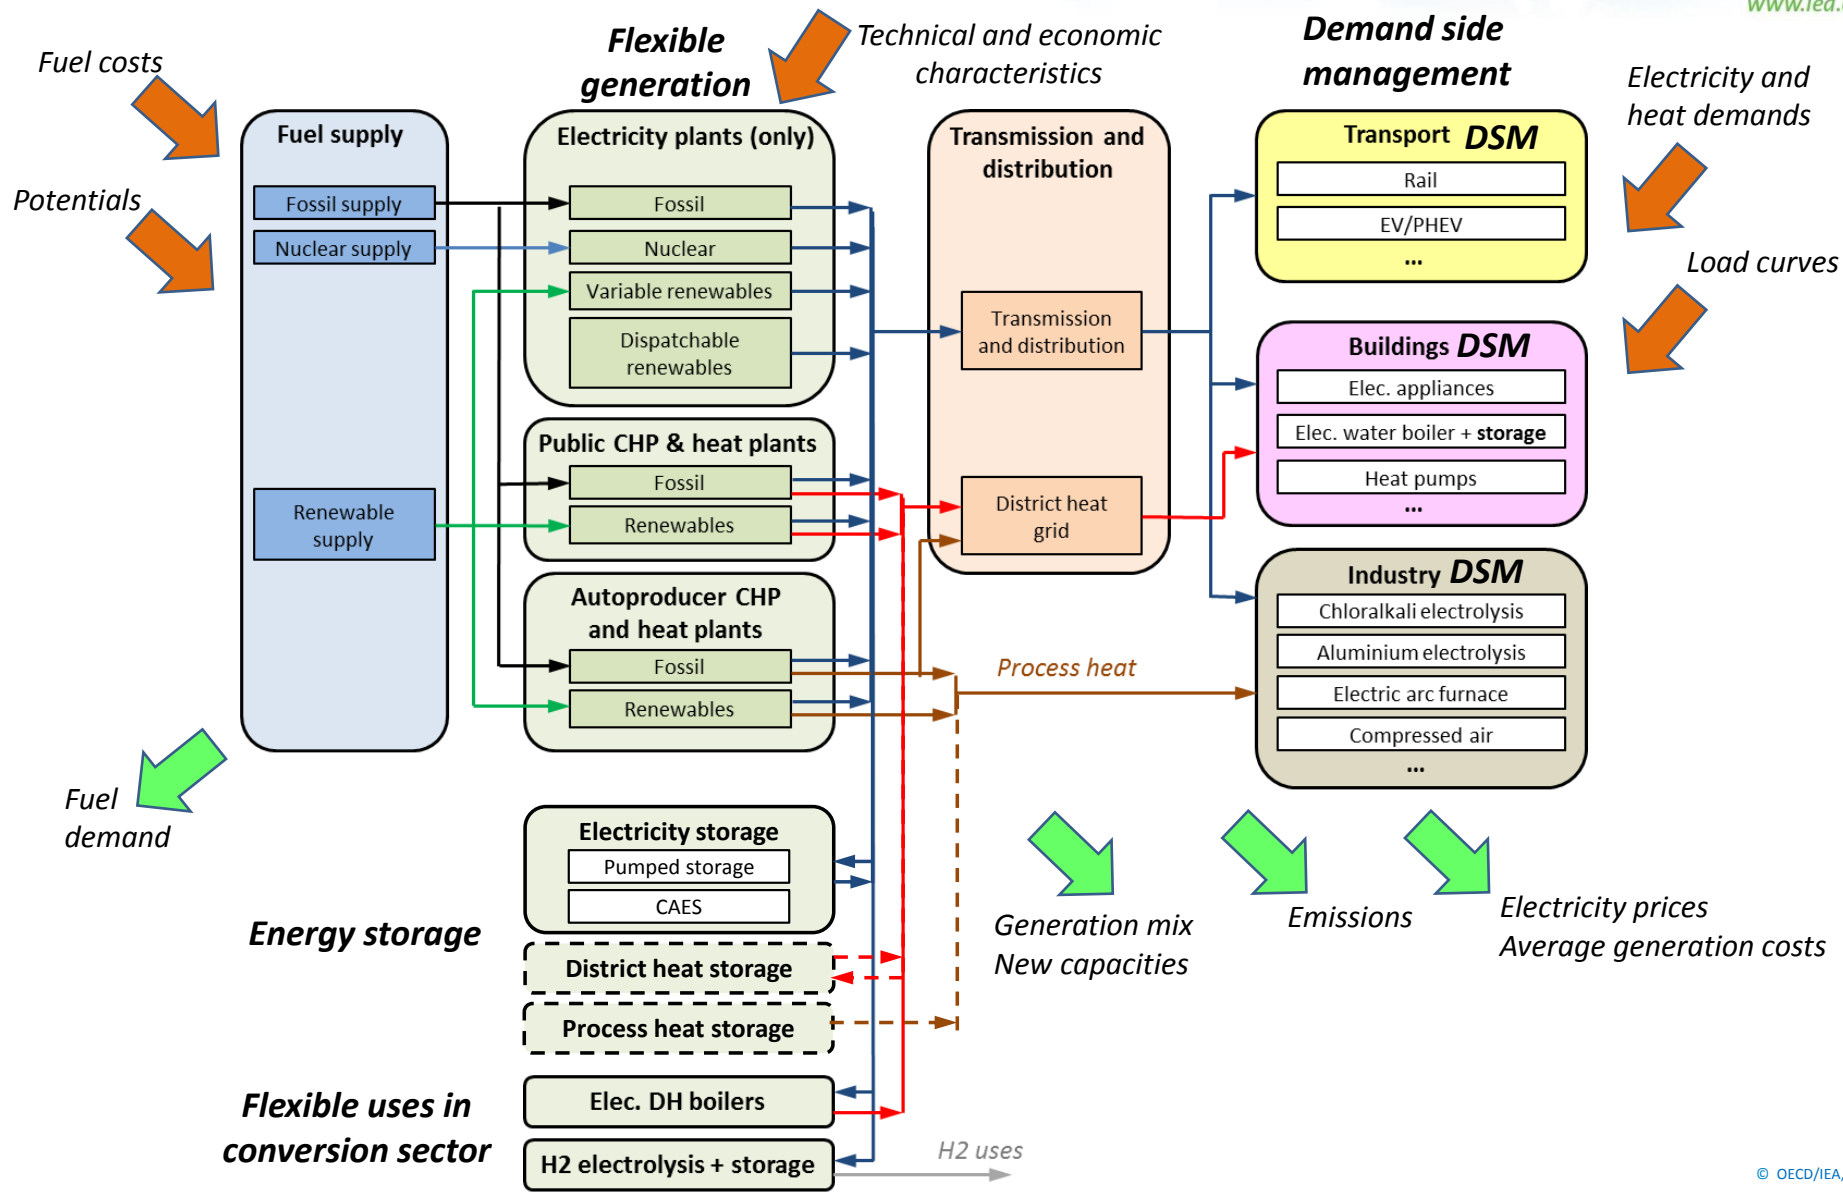 www.iea.
Fuel costs
Potentials
Flexible
generation
Technical and economic
characteristics
Demand side
management
Electricity and
heat demands
Load curves
Fuel supply
Fossil supply
Nuclear supply
Renewable
supply
Electricity plants (only)
Fossil
Nuclear
Variable renewables
Dispatchable
renewables
Public CHP & heat plants
Fossil
Renewables
Autoproducer CHP
and heat plants
Fossil
Renewables
Transmission and
distribution
Transmission
and distribution
District heat
grid
Process heat
Transport DSM
Rail
EV/PHEV
...
Buildings DSM
Elec. appliances
Elec. water boiler + storage
Heat pumps
...
Industry DSM
Chloralkali electrolysis
Aluminium electrolysis
Electric arc furnace
Compressed air
...
Fuel
demand
Electricity storage
Pumped storage
CAES
Energy storage
District heat storage
Process heat storage
Flexible uses in
conversion sector
Elec. DH boilers
H2 electrolysis + storage
H2 uses
Generation mix
New capacities
Emissions
Electricity prices
Average generation costs
© OECD/IEA,